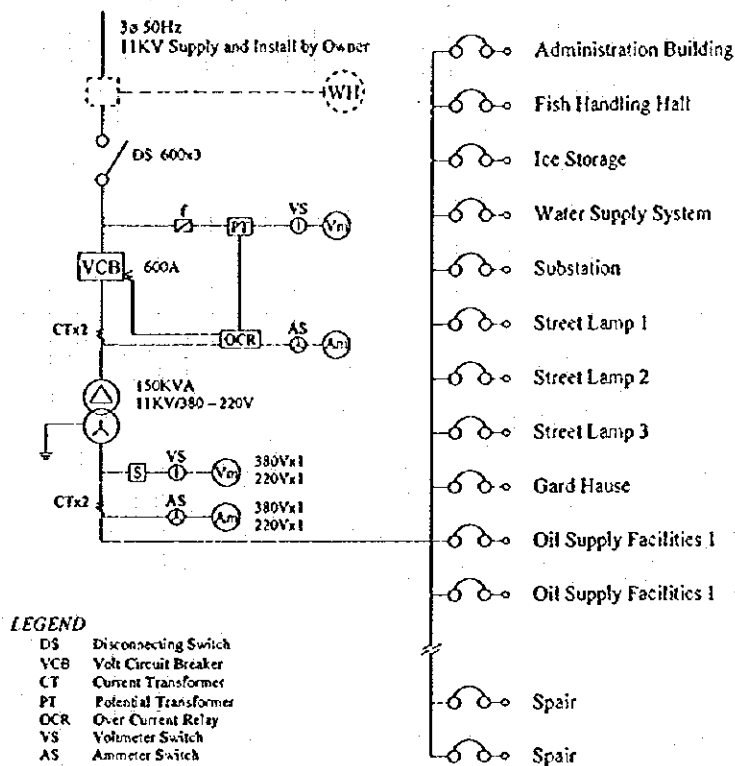 3ø 50Hz
11KV Supply and Install by Owner
WH
DS 600x3
f
PT
VS
Vm
VCB
600A
CTx2
OCR
AS
Am
150KVA
11KV/380 – 220V
S
VS
Vm
380Vx1
220Vx1
CTx2
AS
Am
380Vx1
220Vx1
Administration Building
Fish Handling Hall
Ice Storage
Water Supply System
Substation
Street Lamp 1
Street Lamp 2
Street Lamp 3
Gard Hause
Oil Supply Facilities 1
Oil Supply Facilities 1
Spair
Spair
LEGEND
DS Disconnecting Switch
VCB Volt Circuit Breaker
CT Current Transformer
PT Potential Transformer
OCR Over Current Relay
VS Voltmeter Switch
AS Ammeter Switch